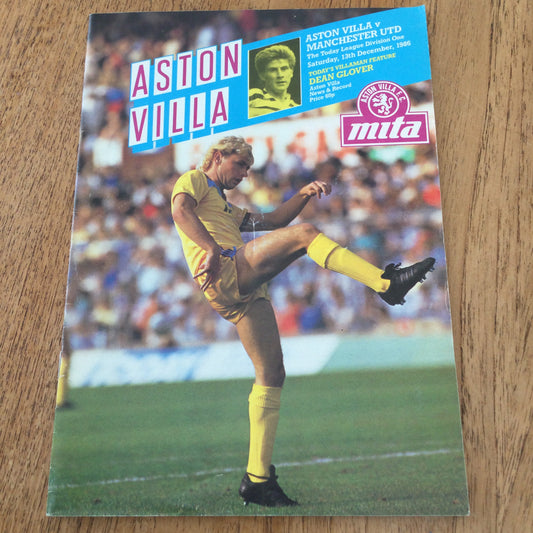 ASTON
VILLA
ASTON VILLA v
MANCHESTER UTD
The Today League Division One
Saturday, 13th December, 1986
TODAY'S VILLAMAN FEATURE
DEAN GLOVER
Aston Villa
News & Record
Price 60p
ASTON VILLA F.C.
mita